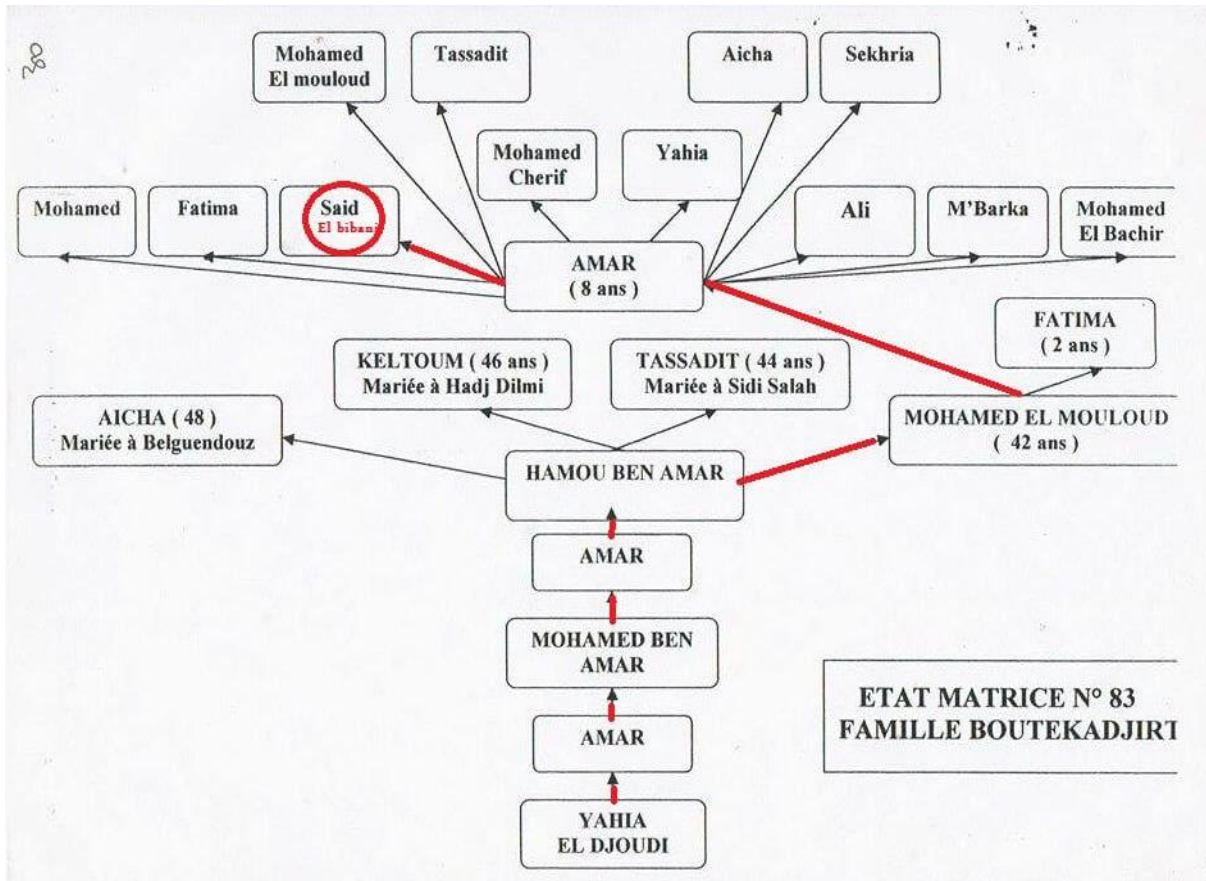 280
Mohamed
El mouloud
Tassadit
Aicha
Sekhria
Mohamed
Cherif
Yahia
Mohamed
Fatima
Said
El bibani
Ali
M'Barka
Mohamed
El Bachir
AMAR
( 8 ans )
FATIMA
( 2 ans )
KELTOUM ( 46 ans )
Mariée à Hadj Dilmi
TASSADIT ( 44 ans )
Mariée à Sidi Salah
AICHA ( 48 )
Mariée à Belguendouz
MOHAMED EL MOULOUD
( 42 ans )
HAMOU BEN AMAR
AMAR
MOHAMED BEN
AMAR
AMAR
YAHIA
EL DJOUDI
ETAT MATRICE N° 83
FAMILLE BOUTEKADJIRT